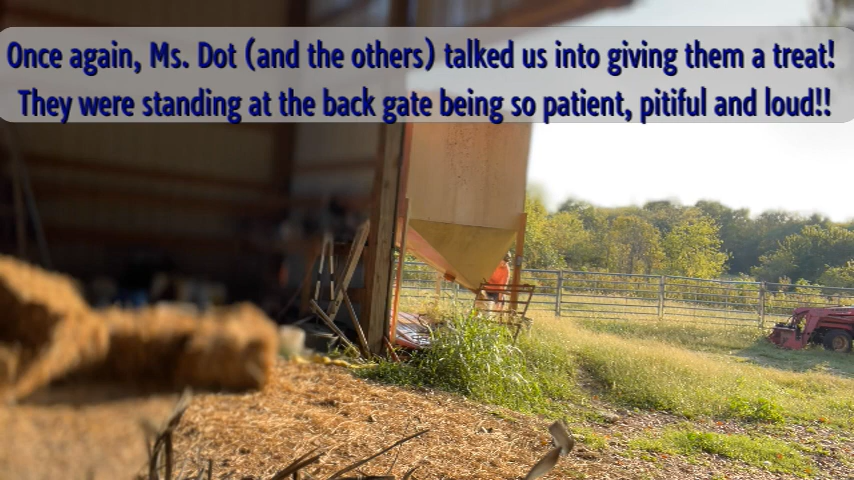 Once again, Ms. Dot (and the others) talked us into giving them a treat!
They were standing at the back gate being so patient, pitiful and loud!!